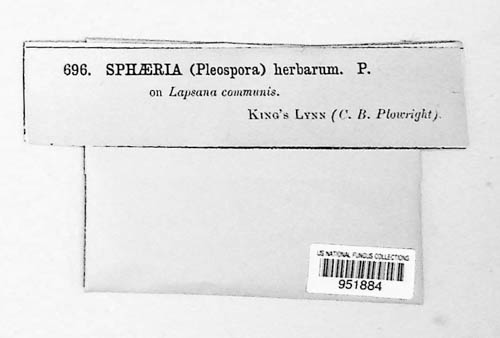 696. SPHÆRIA (Pleospora) herbarum. P.
on Lapsana communis.
KING'S LYNN (C. B. Plowright).
US NATIONAL FUNGUS COLLECTIONS
951884